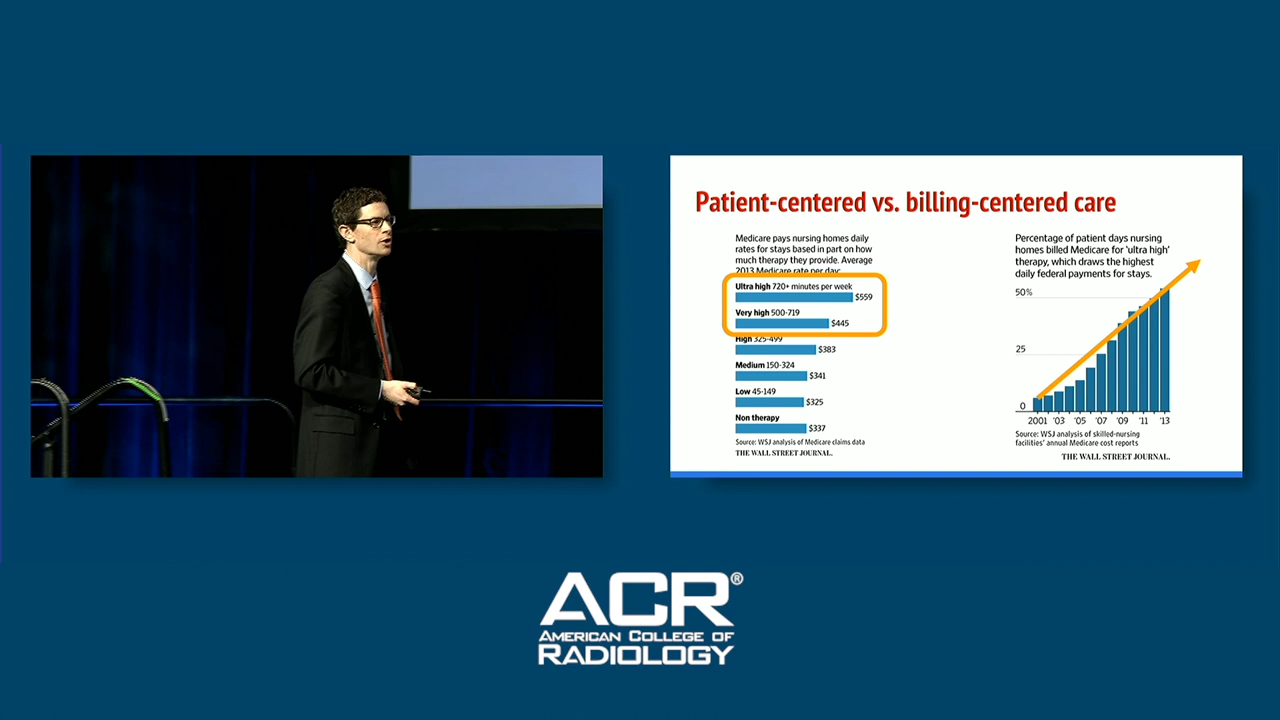 Patient-centered vs. billing-centered care
Medicare pays nursing homes daily
rates for stays based in part on how
much therapy they provide. Average
2013 Medicare rate per day:
Ultra high 720+ minutes per week
$559
Very high 500-719
$445
High 325-499
$383
Medium 150-324
$341
Low 45-149
$325
Non therapy
$337
Source: WSJ analysis of Medicare claims data
THE WALL STREET JOURNAL.
Percentage of patient days nursing
homes billed Medicare for 'ultra high'
therapy, which draws the highest
daily federal payments for stays.
50%
25
0
2001 '03 '05 '07 '09 '11 '13
Source: WSJ analysis of skilled-nursing
facilities' annual Medicare cost reports
THE WALL STREET JOURNAL.
ACR®
AMERICAN COLLEGE OF
RADIOLOGY